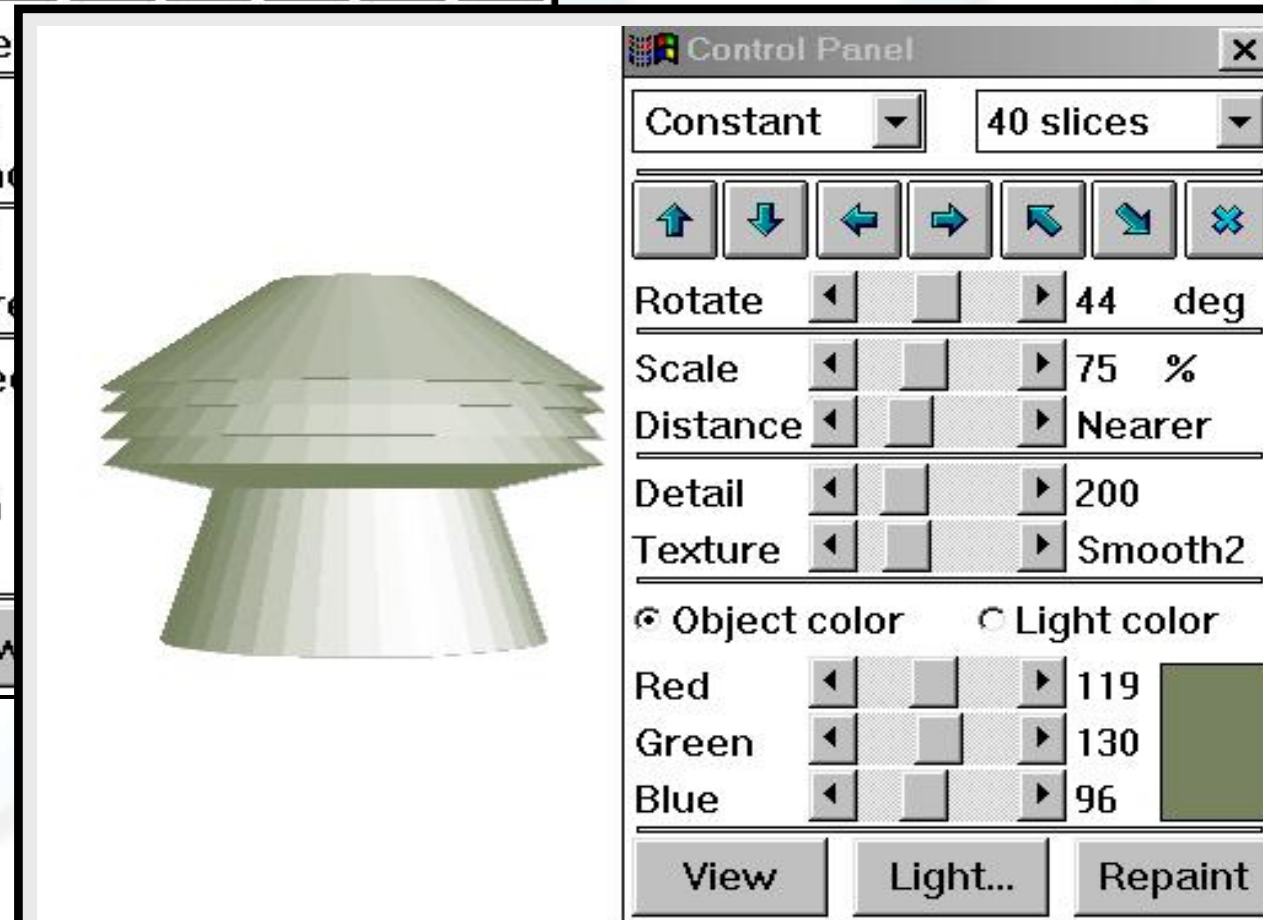 Control Panel
Constant 40 slices
Rotate 44 deg
Scale 75 %
Distance Nearer
Detail 200
Texture Smooth2
Object color Light color
Red 119
Green 130
Blue 96
View Light... Repaint